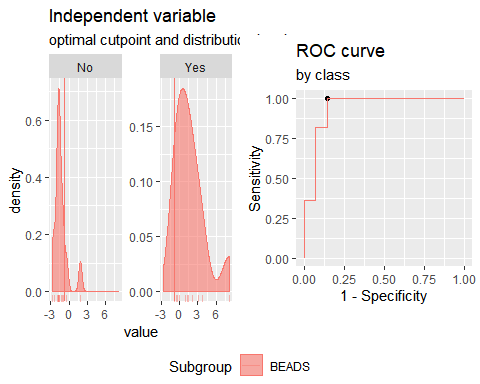 Independent variable
optimal cutpoint and distributio
No
Yes
density
0.0
0.2
0.4
0.6
0.00
0.05
0.10
0.15
-3 0 3 6
-3 0 3 6
value
ROC curve
by class
Sensitivity
1.00
0.75
0.50
0.25
0.00
0.00 0.25 0.50 0.75 1.00
1 - Specificity
Subgroup
BEADS